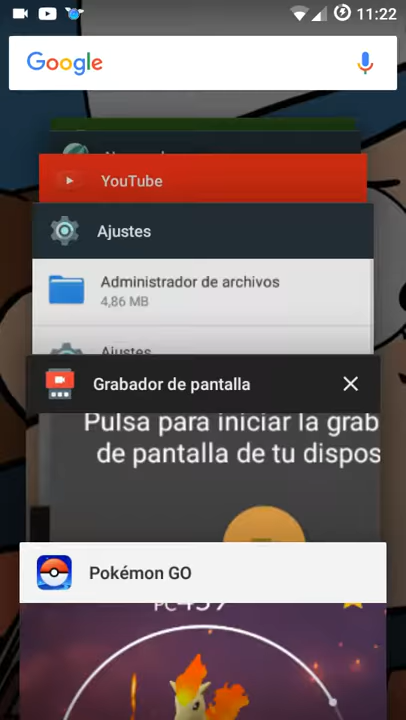 11:22
Google
YouTube
Ajustes
Administrador de archivos
4,86 MB
Ajustes
Grabador de pantalla
Pulsa para iniciar la grab
de pantalla de tu dispos
Pokémon GO